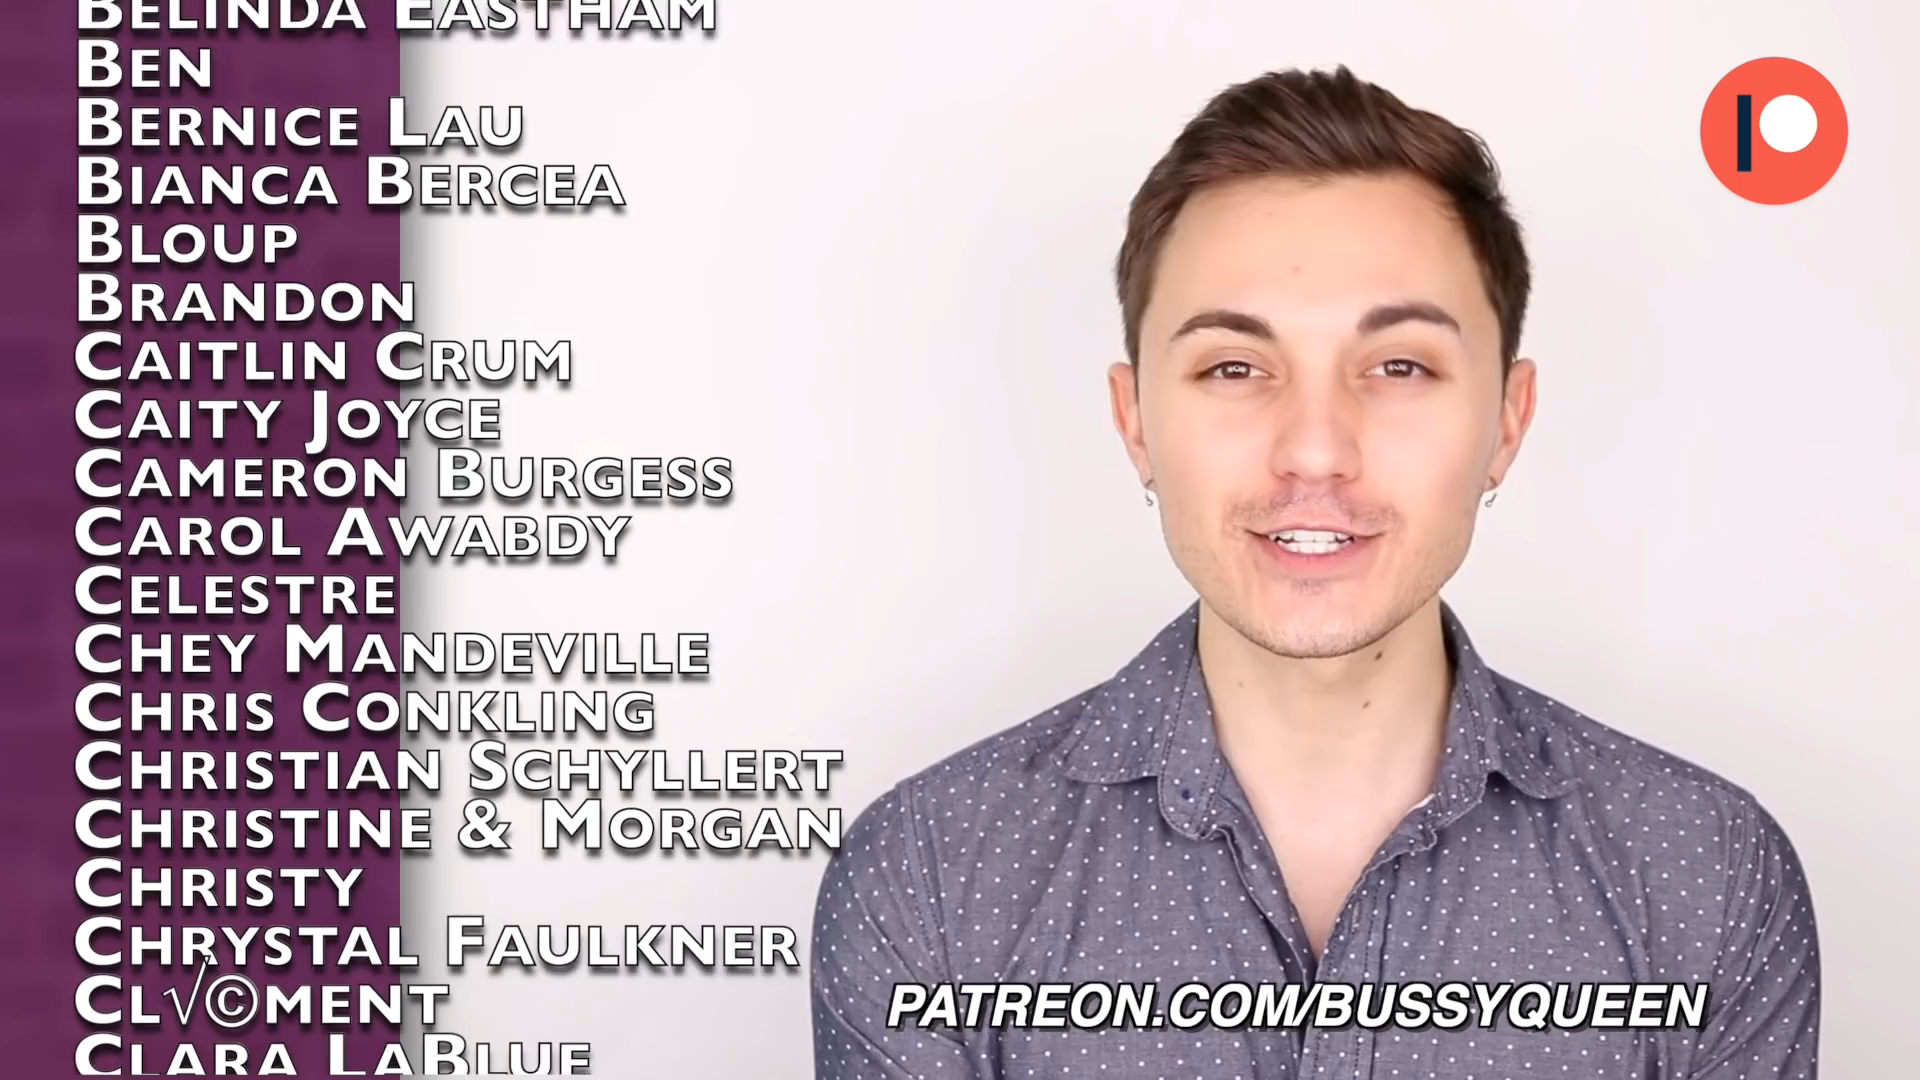 BELINDA EASTHAM
BEN
BERNICE LAU
BIANCA BERCEA
BLOUP
BRANDON
CAITLIN CRUM
CAITY JOYCE
CAMERON BURGESS
CAROL AWABDY
CELESTRE
CHEY MANDEVILLE
CHRIS CONKLING
CHRISTIAN SCHYLLERT
CHRISTINE & MORGAN
CHRISTY
CHRYSTAL FAULKNER
CL√©MENT
CLARA LABLUE
PATREON.COM/BUSSYQUEEN